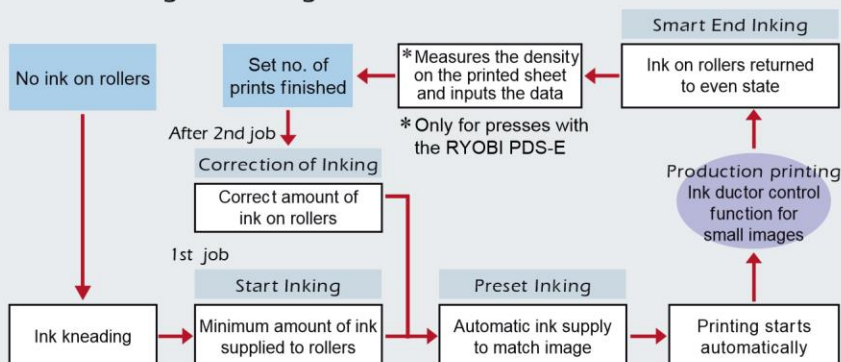 Smart End Inking
No ink on rollers
Set no. of
prints finished
*Measures the density
on the printed sheet
and inputs the data
Ink on rollers returned
to even state
*Only for presses with
the RYOBI PDS-E
After 2nd job
Correction of Inking
Correct amount of
ink on rollers
Production printing
Ink ductor control
function for
small images
1st job
Start Inking
Preset Inking
Ink kneading
Minimum amount of ink
supplied to rollers
Automatic ink supply
to match image
Printing starts
automatically